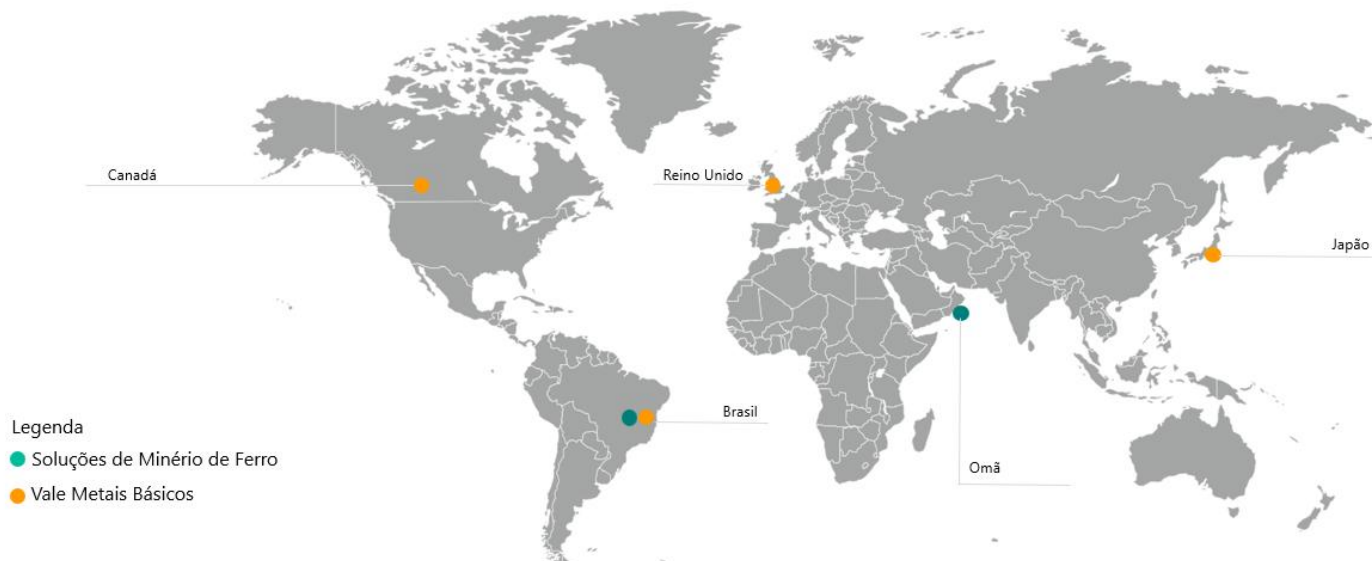 Canadá
Reino Unido
Japão
Brasil
Omã
Legenda
Soluções de Minério de Ferro
Vale Metais Básicos